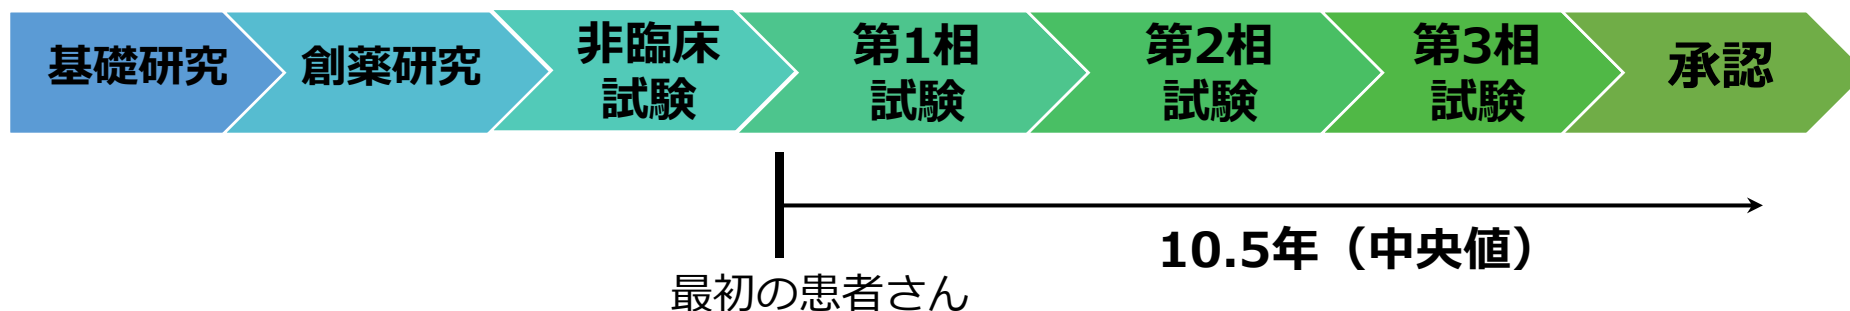 基礎研究
創薬研究
非臨床
試験
第1相
試験
第2相
試験
第3相
試験
承認
10.5年（中央値）
最初の患者さん